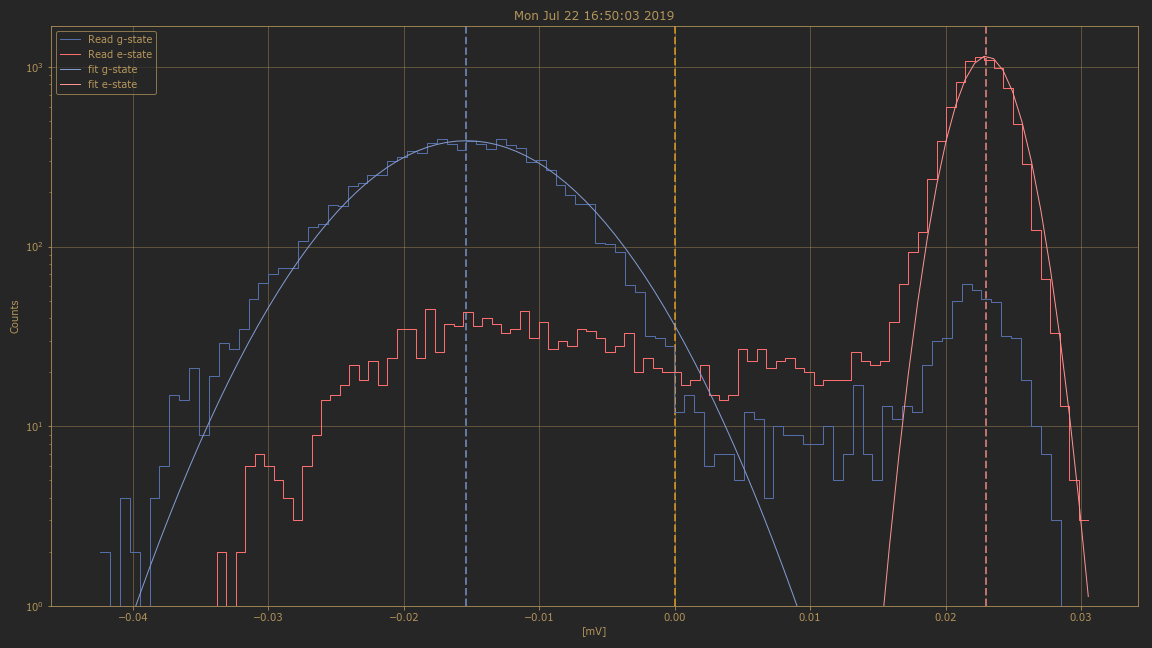 Mon Jul 22 16:50:03 2019
Read g-state
Read e-state
fit g-state
fit e-state
10³
10²
10¹
10⁰
Counts
−0.04 −0.03 −0.02 −0.01 0.00 0.01 0.02 0.03
[mV]